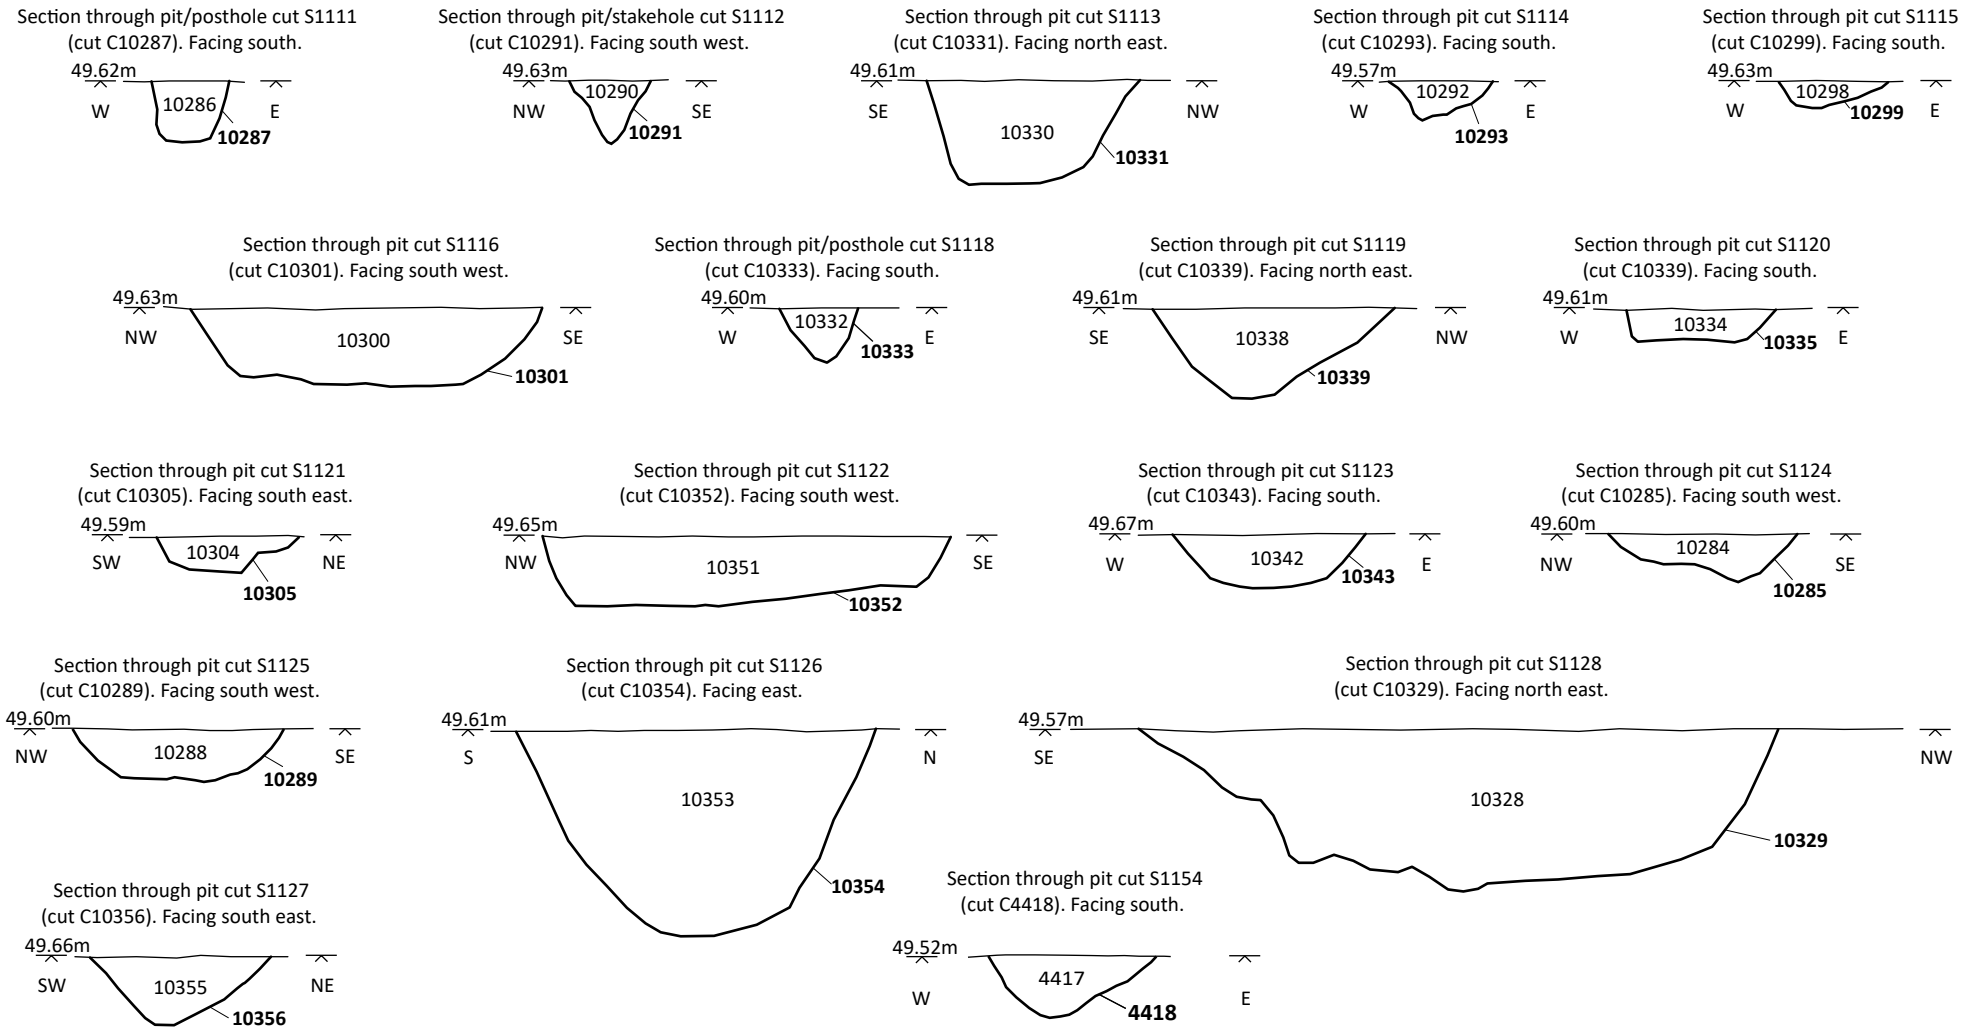 Section through pit/posthole cut S1111
(cut C10287). Facing south.
49.62m
W
10286
10287
E
Section through pit/stakehole cut S1112
(cut C10291). Facing south west.
49.63m
NW
10290
10291
SE
Section through pit cut S1113
(cut C10331). Facing north east.
49.61m
SE
10330
10331
NW
Section through pit cut S1114
(cut C10293). Facing south.
49.57m
W
10292
10293
E
Section through pit cut S1115
(cut C10299). Facing south.
49.63m
W
10298
10299
E
Section through pit cut S1116
(cut C10301). Facing south west.
49.63m
NW
10300
10301
SE
Section through pit/posthole cut S1118
(cut C10333). Facing south.
49.60m
W
10332
10333
E
Section through pit cut S1119
(cut C10339). Facing north east.
49.61m
SE
10338
10339
NW
Section through pit cut S1120
(cut C10339). Facing south.
49.61m
W
10334
10335
E
Section through pit cut S1121
(cut C10305). Facing south east.
49.59m
SW
10304
10305
NE
Section through pit cut S1122
(cut C10352). Facing south west.
49.65m
NW
10351
10352
SE
Section through pit cut S1123
(cut C10343). Facing south.
49.67m
W
10342
10343
E
Section through pit cut S1124
(cut C10285). Facing south west.
49.60m
NW
10284
10285
SE
Section through pit cut S1125
(cut C10289). Facing south west.
49.60m
NW
10288
10289
SE
Section through pit cut S1126
(cut C10354). Facing east.
49.61m
S
10353
10354
N
Section through pit cut S1128
(cut C10329). Facing north east.
49.57m
SE
10328
10329
NW
Section through pit cut S1127
(cut C10356). Facing south east.
49.66m
SW
10355
10356
NE
Section through pit cut S1154
(cut C4418). Facing south.
49.52m
W
4417
4418
E